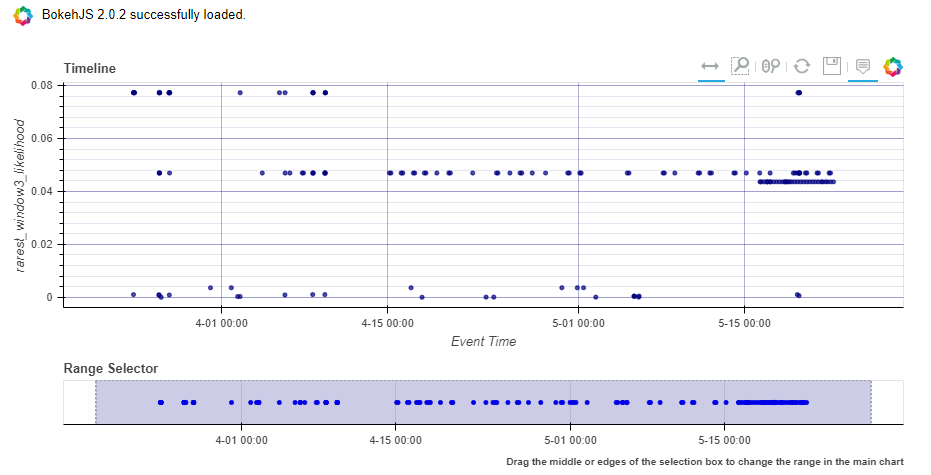 BokehJS 2.0.2 successfully loaded.
Timeline
0.08
0.06
0.04
0.02
0
rarest_window3_likelihood
4-01 00:00 4-15 00:00 5-01 00:00 5-15 00:00
Event Time
Range Selector
4-01 00:00 4-15 00:00 5-01 00:00 5-15 00:00
Drag the middle or edges of the selection box to change the range in the main chart